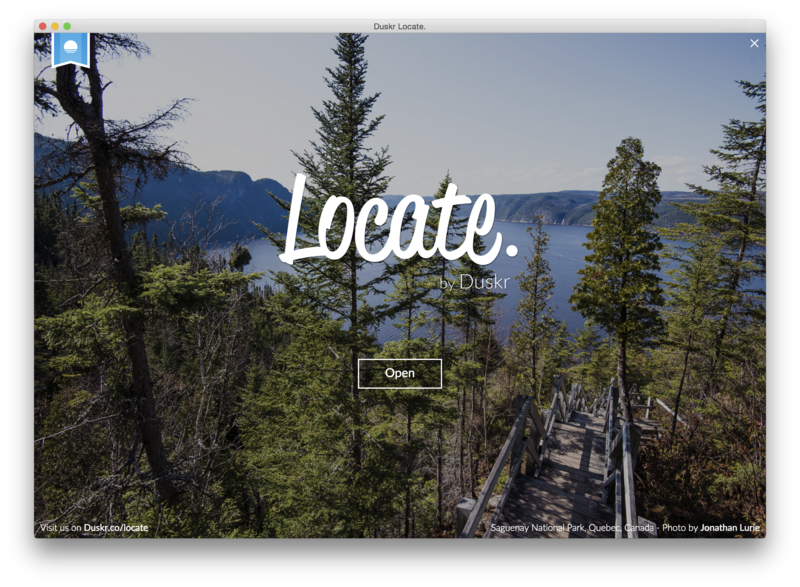 Duskr Locate.
Locate.
by Duskr
Open
Visit us on Duskr.co/locate
Saguenay National Park, Quebec, Canada - Photo by Jonathan Lurie